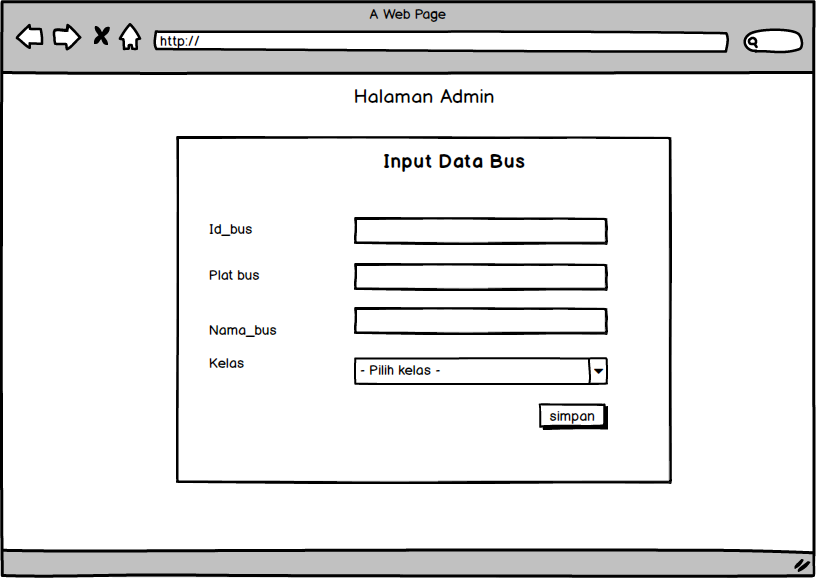 A Web Page
http://
Halaman Admin
Input Data Bus
Id_bus
Plat bus
Nama_bus
Kelas
- Pilih kelas -
simpan